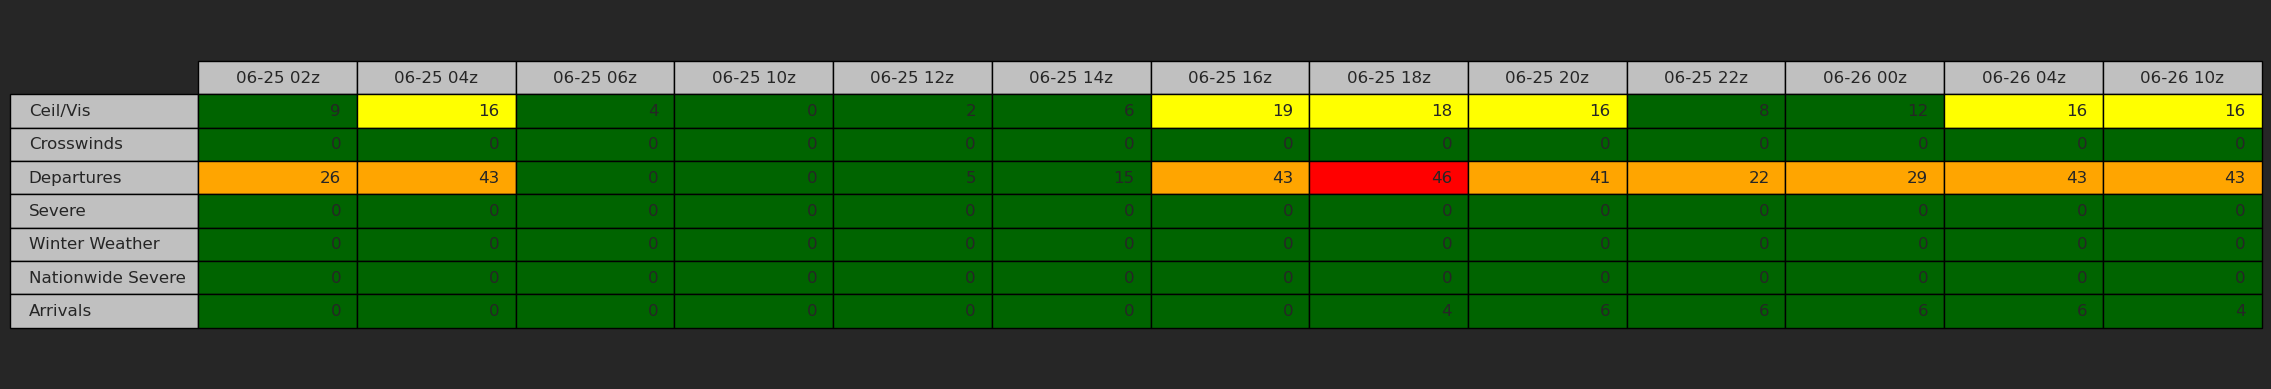 06-25 02z 06-25 04z 06-25 06z 06-25 10z 06-25 12z 06-25 14z 06-25 16z 06-25 18z 06-25 20z 06-25 22z 06-26 00z 06-26 04z 06-26 10z
Ceil/Vis 9 16 4 0 2 6 19 18 16 8 12 16 16
Crosswinds 0 0 0 0 0 0 0 0 0 0 0 0 0
Departures 26 43 0 0 5 15 43 46 41 22 29 43 43
Severe 0 0 0 0 0 0 0 0 0 0 0 0 0
Winter Weather 0 0 0 0 0 0 0 0 0 0 0 0 0
Nationwide Severe 0 0 0 0 0 0 0 0 0 0 0 0 0
Arrivals 0 0 0 0 0 0 0 4 6 6 6 6 4